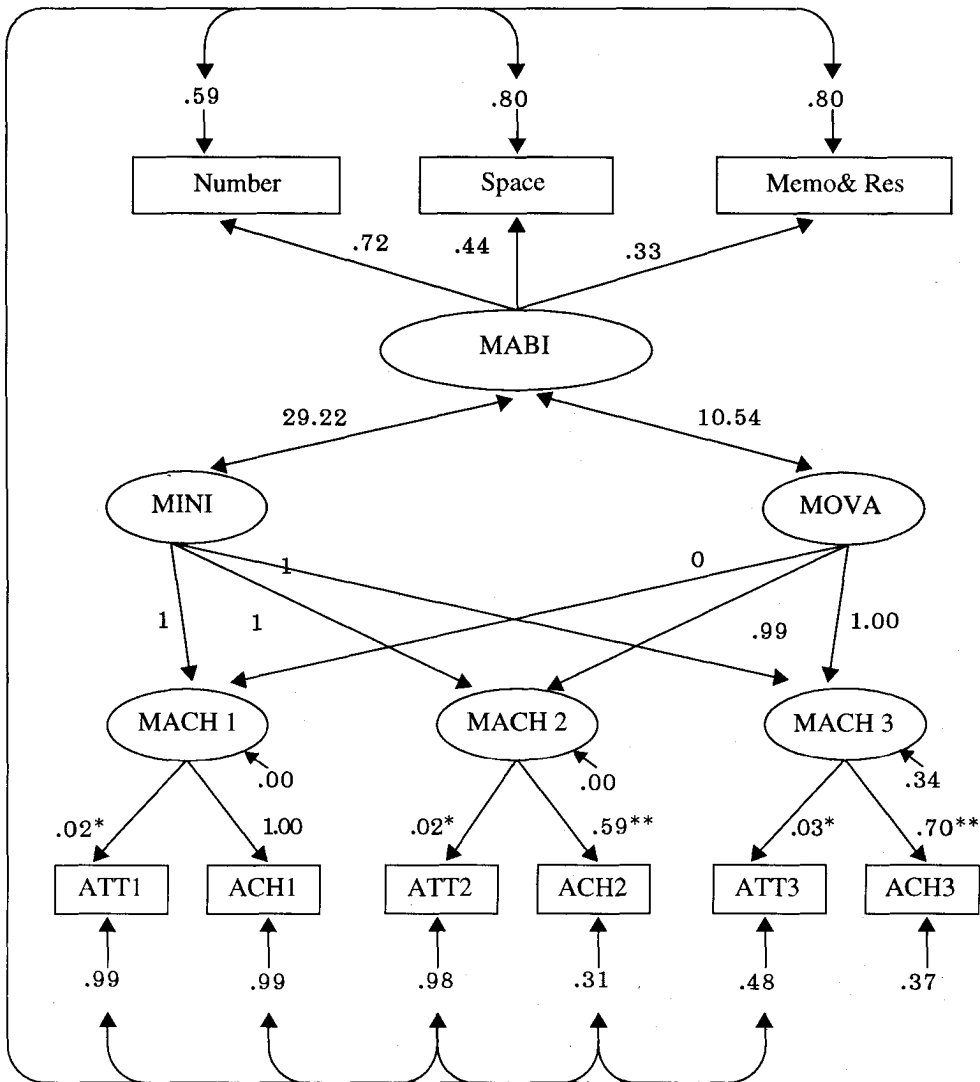 .59 .80 .80
Number Space Memo& Res
.72 .44 .33
MABI
29.22 10.54
MINI MOVA
1 0
1 1 .99 1.00
MACH 1 MACH 2 MACH 3
.00 .00 .34
.02* 1.00 .02* .59** .03* .70**
ATT1 ACH1 ATT2 ACH2 ATT3 ACH3
.99 .99 .98 .31 .48 .37